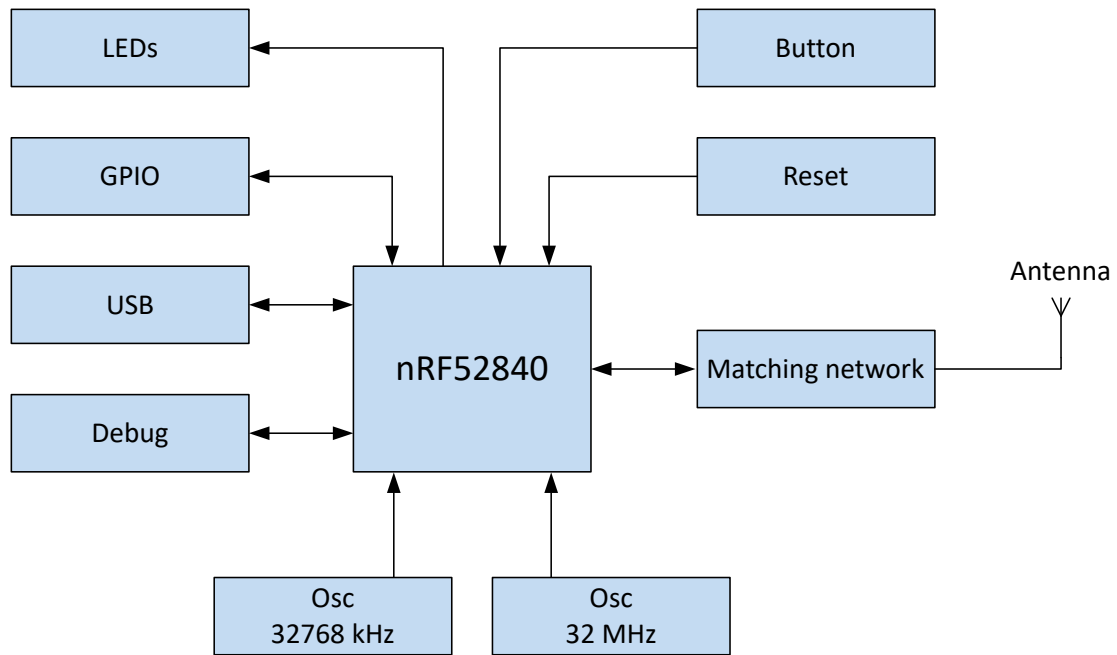 LEDs
Button
GPIO
Reset
USB
Antenna
nRF52840
Matching network
Debug
Osc
32768 kHz
Osc
32 MHz